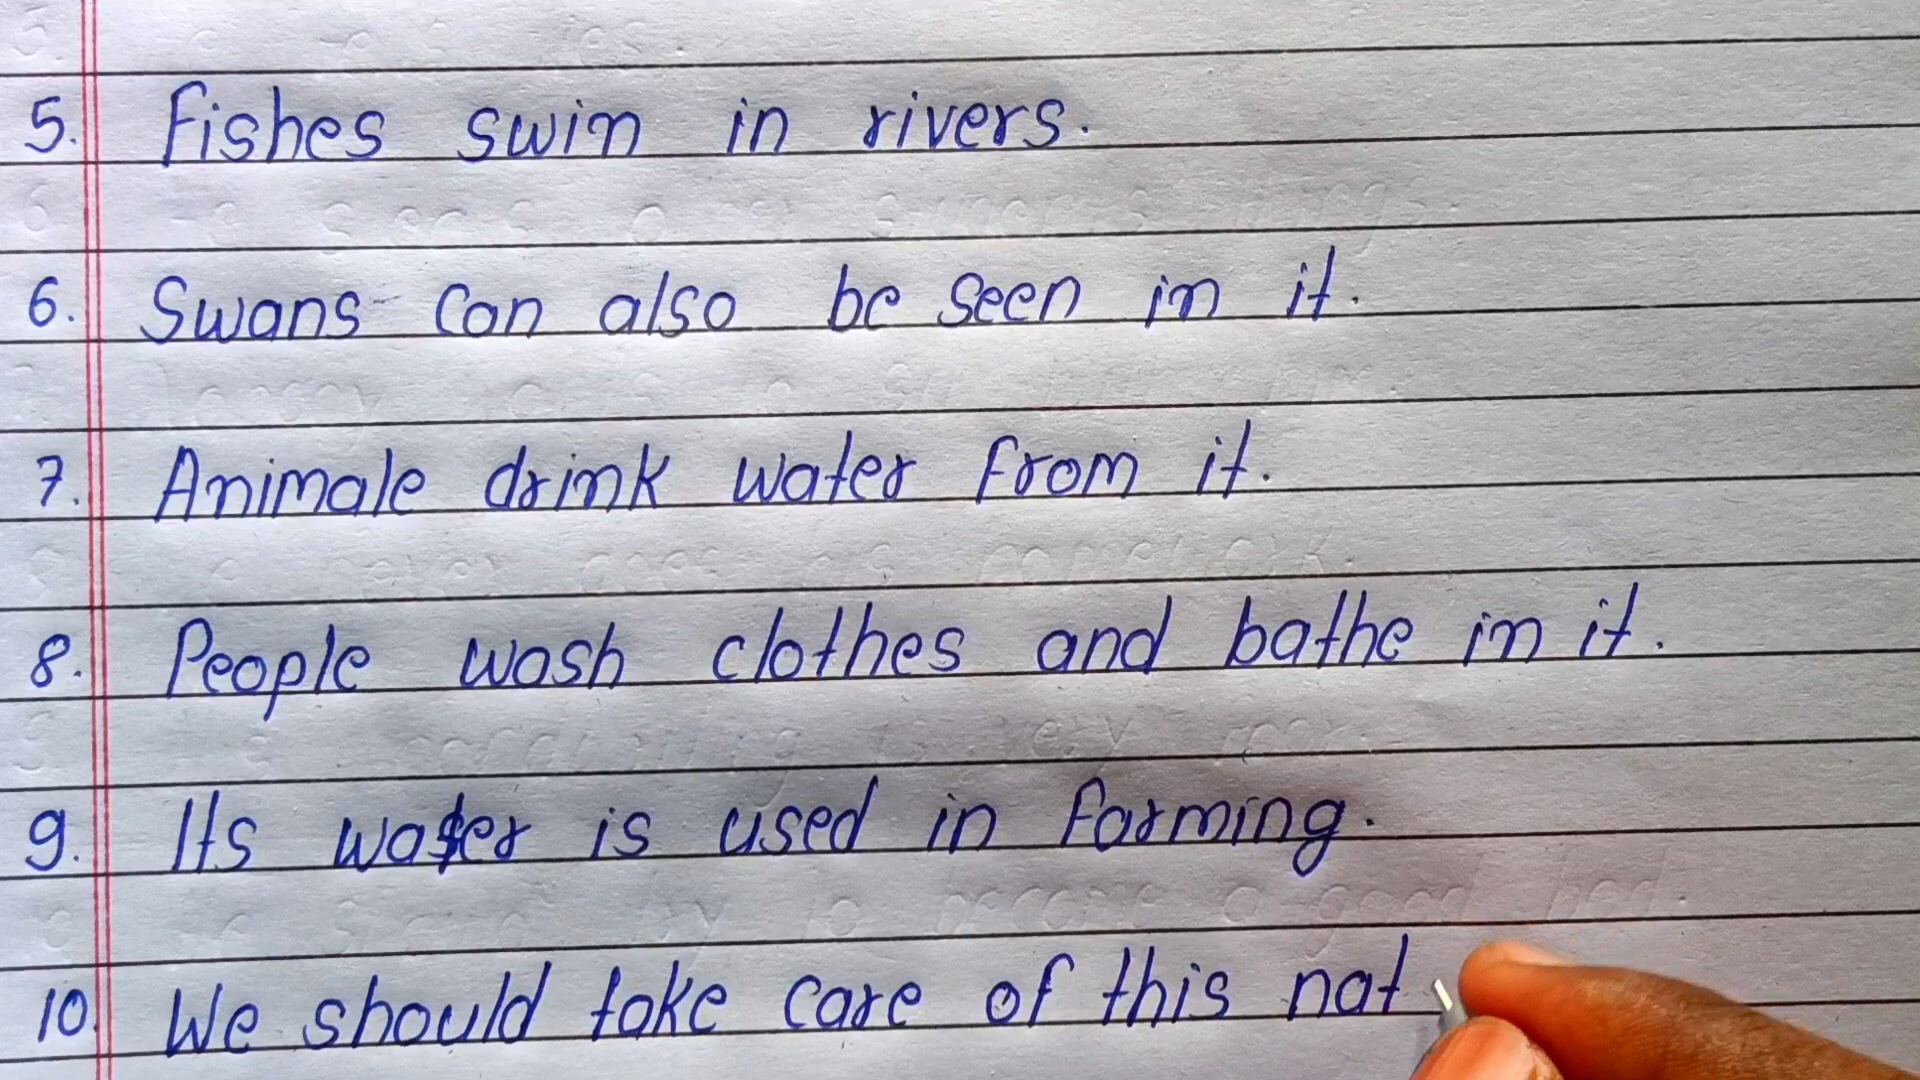 5. Fishes swim in rivers.
6. Swans can also be seen in it.
7. Animale drink water from it.
8. People wash clothes and bathe in it.
9. Its water is used in farming.
10. We should take care of this nat